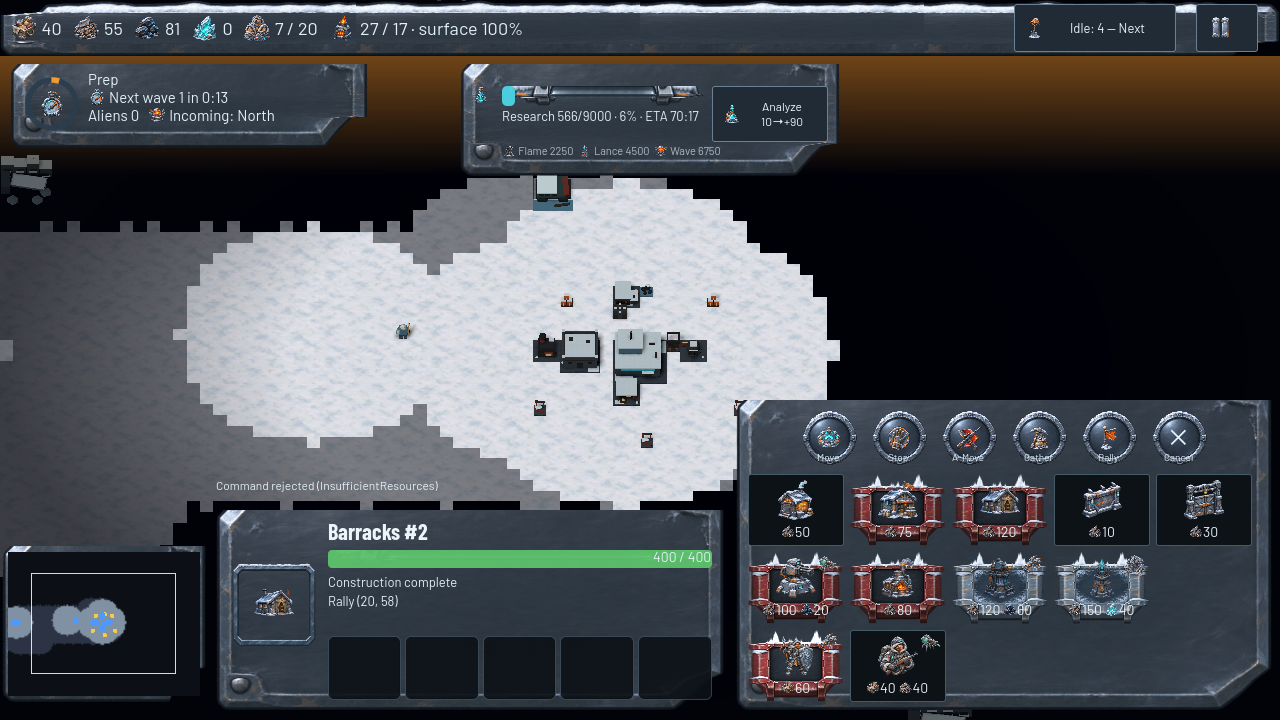 40 55 81 0 7 / 20 27 / 17 · surface 100%
Idle: 4 — Next
Prep
Next wave 1 in 0:13
Aliens 0 Incoming: North
Research 566/9000 · 6% · ETA 70:17
Analyze
10→+90
Flame 2250 Lance 4500 Wave 6750
Command rejected (InsufficientResources)
Barracks #2
400 / 400
Construction complete
Rally (20, 58)
Move Stop A-Move Gather Rally Cancel
50 75 120 10 30
100 20 80 120 80 150 40
60 40 40